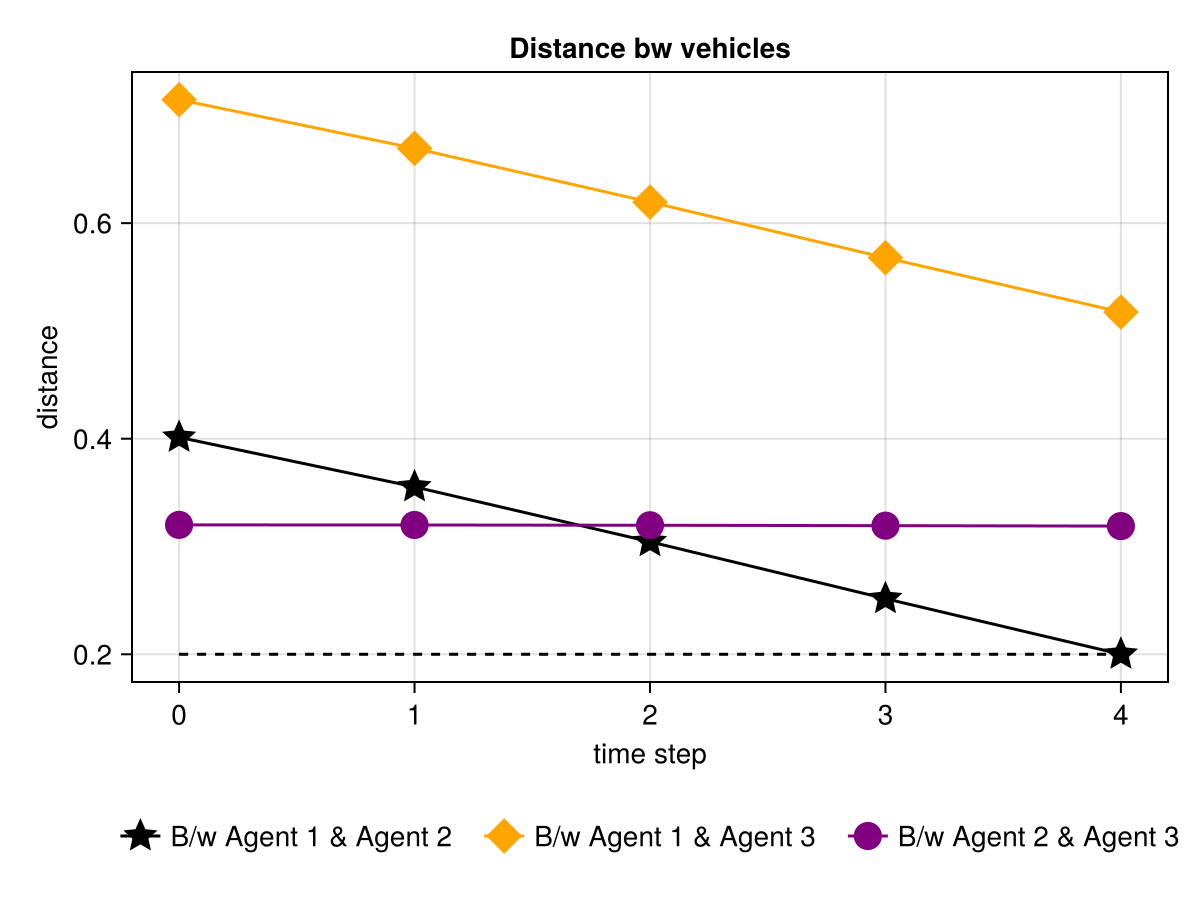 Distance bw vehicles
distance
0.6
0.4
0.2
0 1 2 3 4
time step
B/w Agent 1 & Agent 2 B/w Agent 1 & Agent 3 B/w Agent 2 & Agent 3